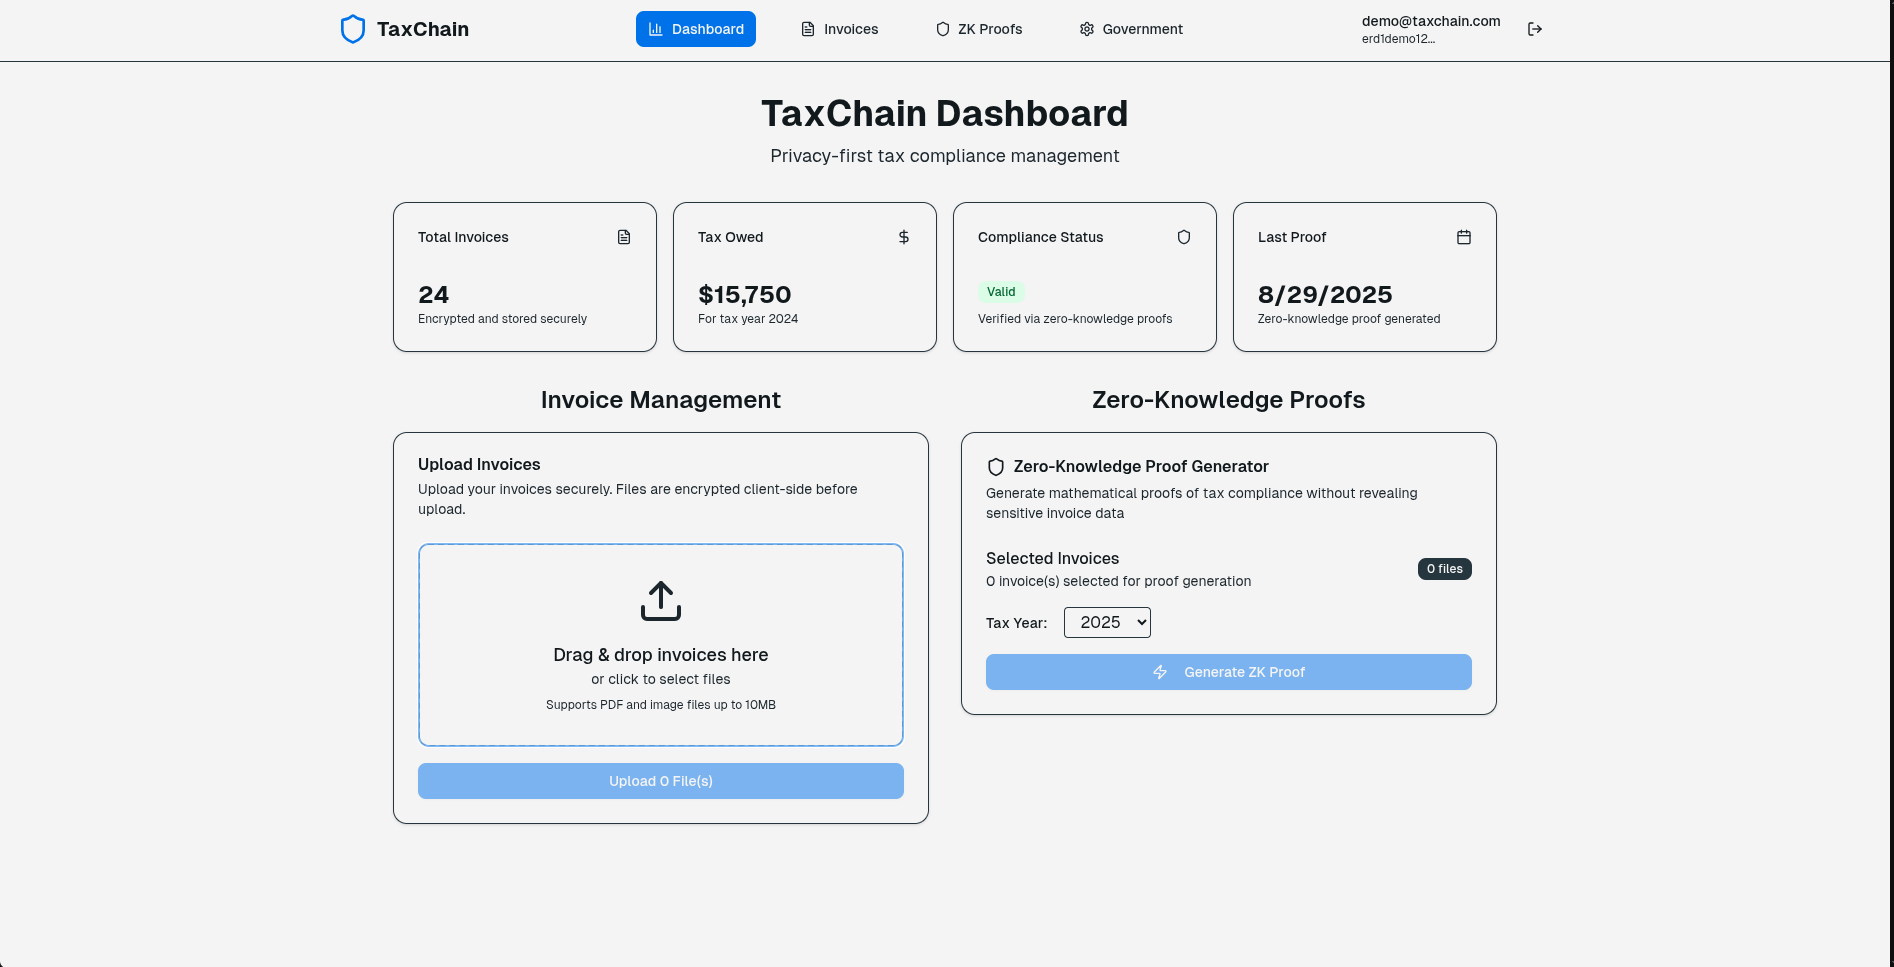 TaxChain
Dashboard
Invoices
ZK Proofs
Government
demo@taxchain.com
erd1demo12...
TaxChain Dashboard
Privacy-first tax compliance management
Total Invoices
24
Encrypted and stored securely
Tax Owed
$15,750
For tax year 2024
Compliance Status
Valid
Verified via zero-knowledge proofs
Last Proof
8/29/2025
Zero-knowledge proof generated
Invoice Management
Upload Invoices
Upload your invoices securely. Files are encrypted client-side before
upload.
Drag & drop invoices here
or click to select files
Supports PDF and image files up to 10MB
Upload 0 File(s)
Zero-Knowledge Proofs
Zero-Knowledge Proof Generator
Generate mathematical proofs of tax compliance without revealing
sensitive invoice data
Selected Invoices
0 invoice(s) selected for proof generation
0 files
Tax Year:
2025
Generate ZK Proof